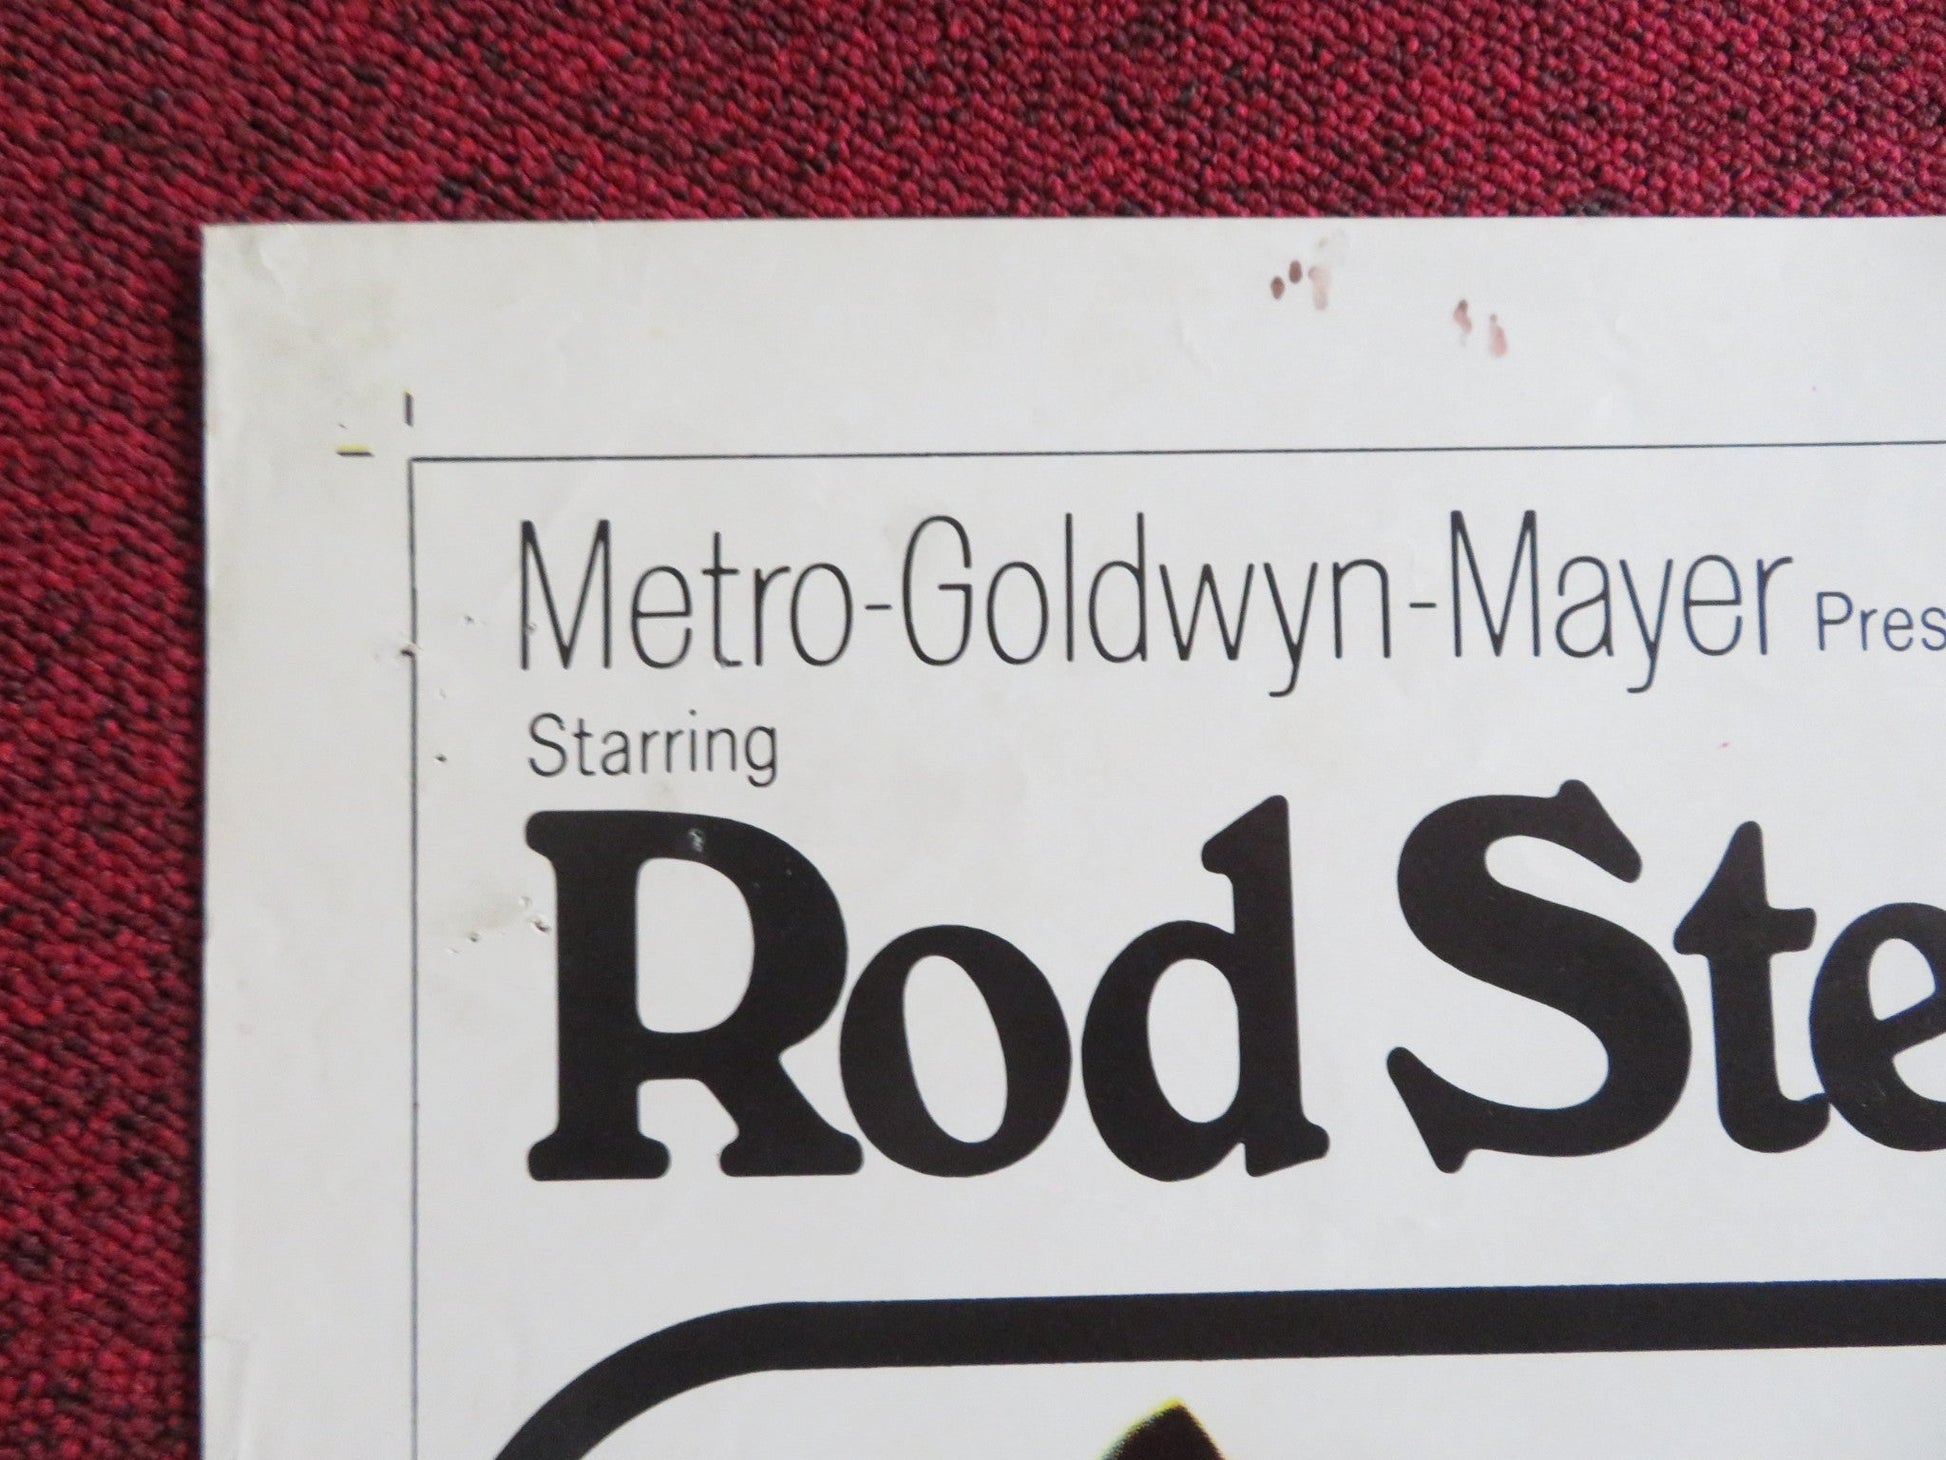 Metro-Goldwyn-Mayer Pres
Starring
Rod Ste